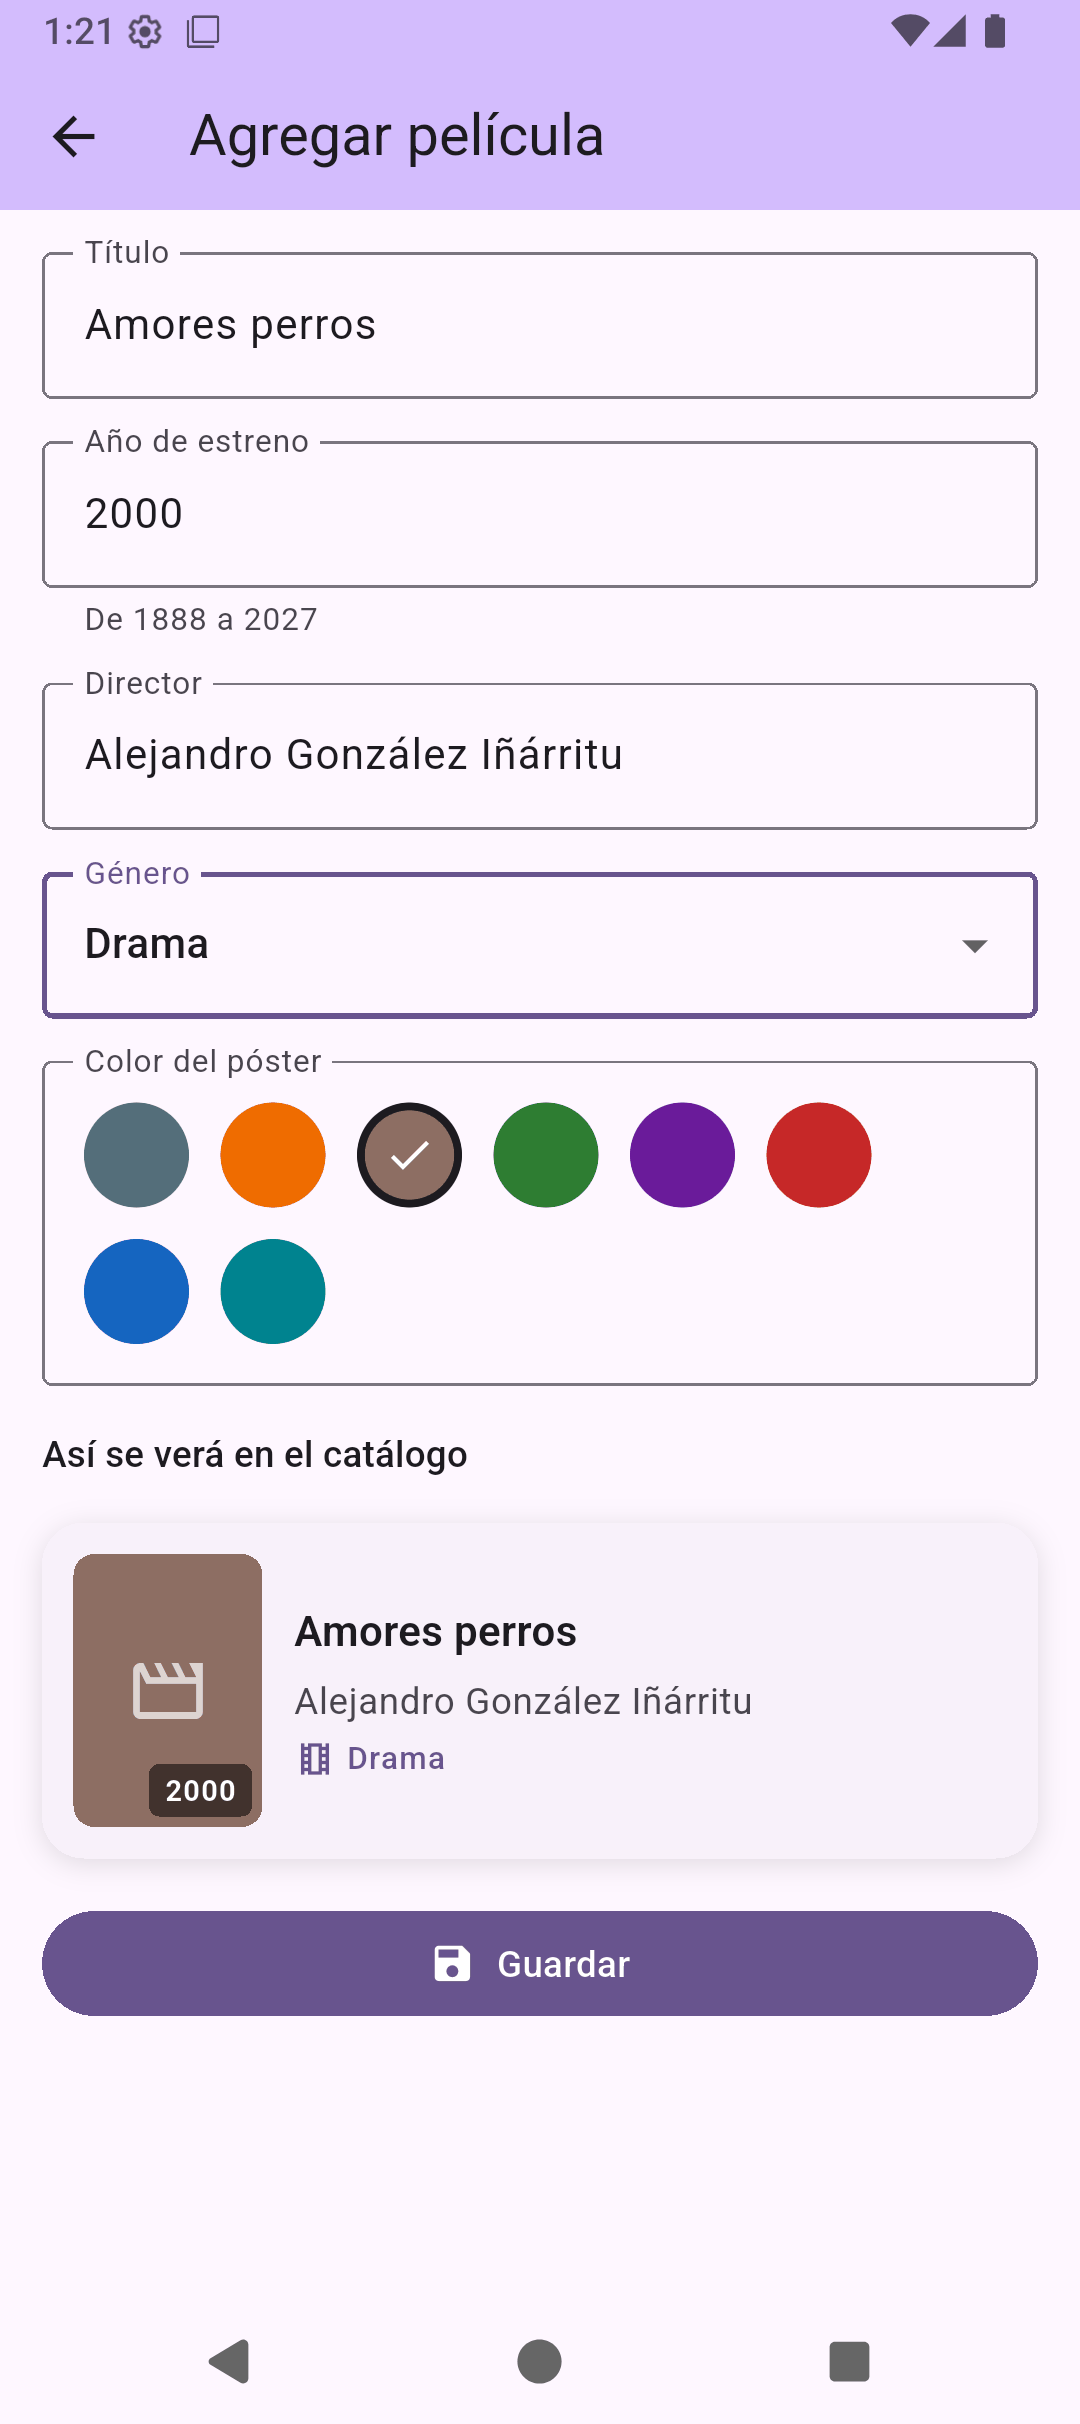 1:21
Agregar película
Título
Amores perros
Año de estreno
2000
De 1888 a 2027
Director
Alejandro González Iñárritu
Género
Drama
Color del póster
Así se verá en el catálogo
Amores perros
Alejandro González Iñárritu
Drama
2000
Guardar